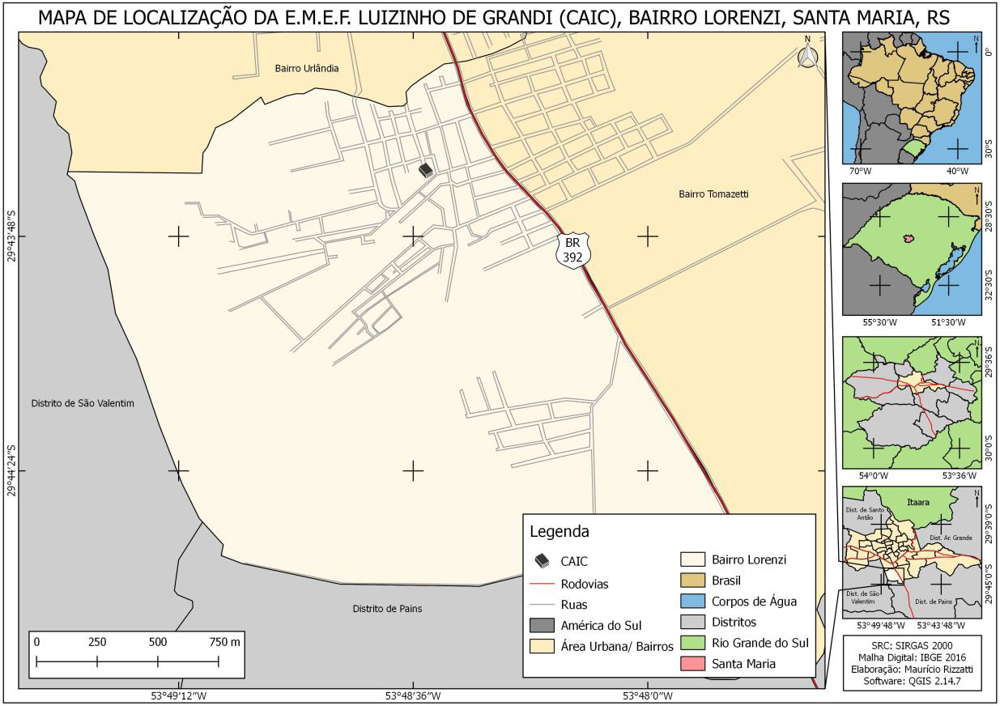 MAPA DE LOCALIZAÇÃO DA E.M.E.F. LUIZINHO DE GRANDI (CAIC), BAIRRO LORENZI, SANTA MARIA, RS
Bairro Urlândia
Bairro Tomazetti
BR
392
Distrito de São Valentim
Distrito de Pains
N
29°43'48"S
29°44'24"S
53°49'12"W
53°48'36"W
53°48'0"W
0 250 500 750 m
Legenda
CAIC
Rodovias
Ruas
América do Sul
Área Urbana/ Bairros
Bairro Lorenzi
Brasil
Corpos de Água
Distritos
Rio Grande do Sul
Santa Maria
N
0°
30°S
70°W
40°W
N
28°30'S
32°30'S
55°30'W
51°30'W
N
29°36'S
30°0'S
54°0'W
53°36'W
N
Itaara
Dist. de Santo
Antão
Dist. Ar. Grande
Dist. de São
Valentim
Dist. de Pains
29°39'0"S
29°45'0"S
53°49'48"W
53°43'48"W
SRC: SIRGAS 2000
Malha Digital: IBGE 2016
Elaboração: Maurício Rizzatti
Software: QGIS 2.14.7